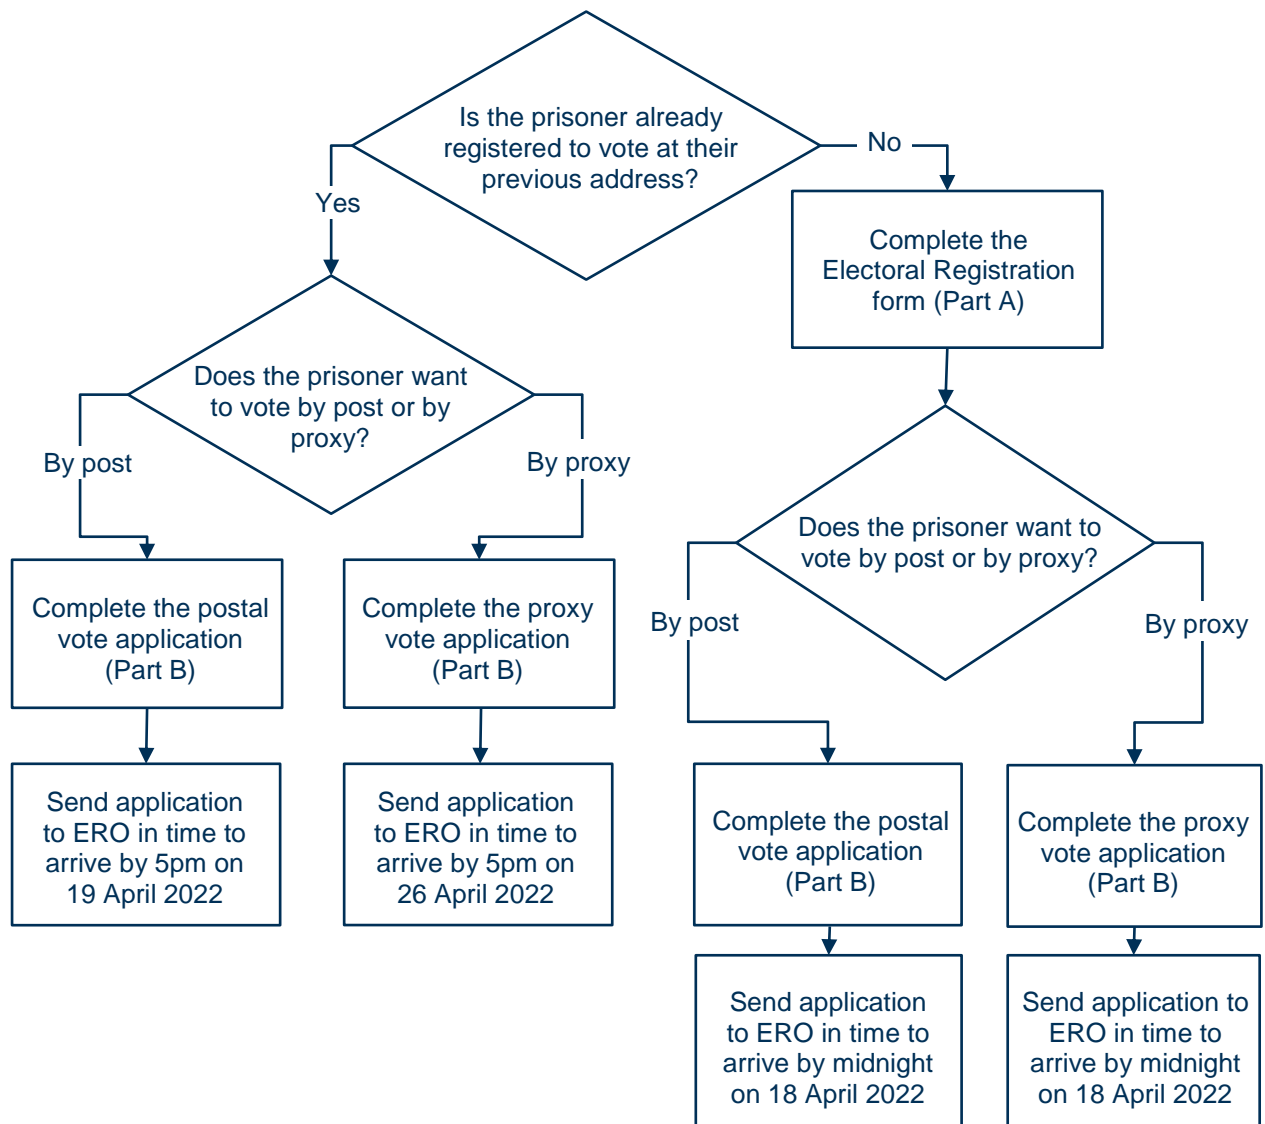 Is the prisoner already
registered to vote at their
previous address?
No
Yes
Complete the
Electoral Registration
form (Part A)
Does the prisoner want
to vote by post or by
proxy?
By post
By proxy
Does the prisoner want to
vote by post or by proxy?
By post
By proxy
Complete the postal
vote application
(Part B)
Complete the proxy
vote application
(Part B)
Send application
to ERO in time to
arrive by 5pm on
19 April 2022
Send application
to ERO in time to
arrive by 5pm on
26 April 2022
Complete the postal
vote application
(Part B)
Complete the proxy
vote application
(Part B)
Send application
to ERO in time to
arrive by midnight
on 18 April 2022
Send application to
ERO in time to
arrive by midnight
on 18 April 2022